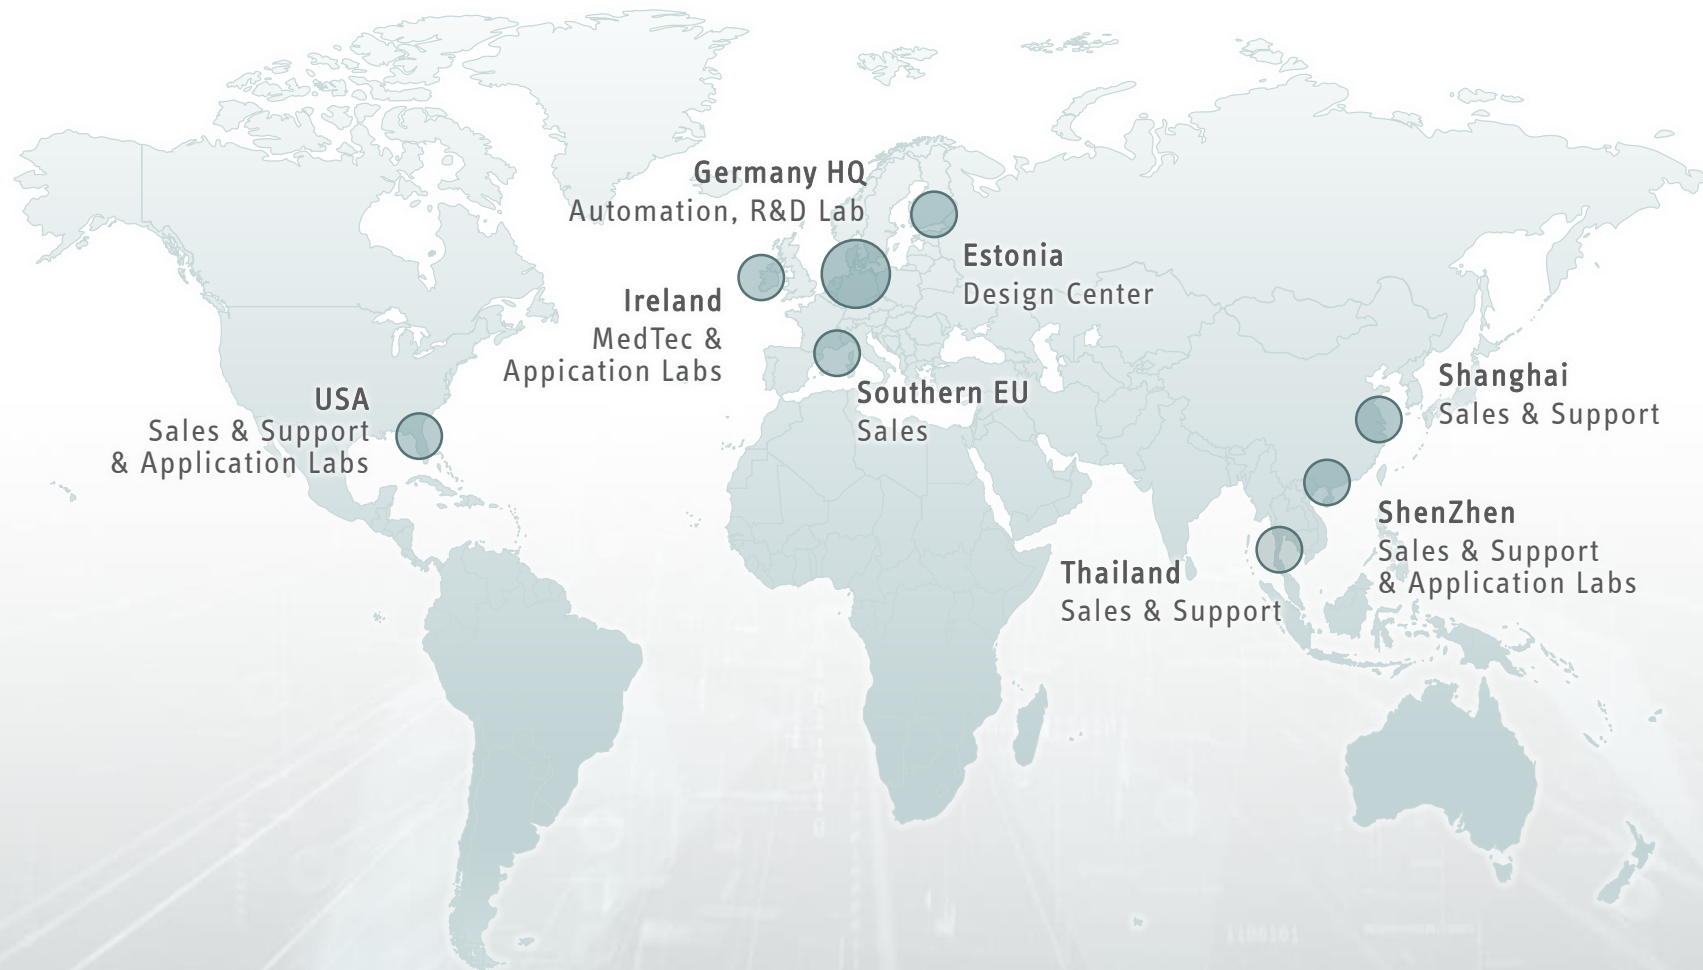 Germany HQ
Automation, R&D Lab
Estonia
Design Center
Ireland
MedTec &
Appication Labs
Southern EU
Sales
USA
Sales & Support
& Application Labs
Shanghai
Sales & Support
ShenZhen
Sales & Support
& Application Labs
Thailand
Sales & Support
1100101